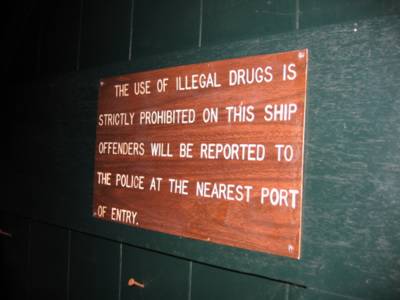 THE USE OF ILLEGAL DRUGS IS
STRICTLY PROHIBITED ON THIS SHIP
OFFENDERS WILL BE REPORTED TO
THE POLICE AT THE NEAREST PORT
OF ENTRY.